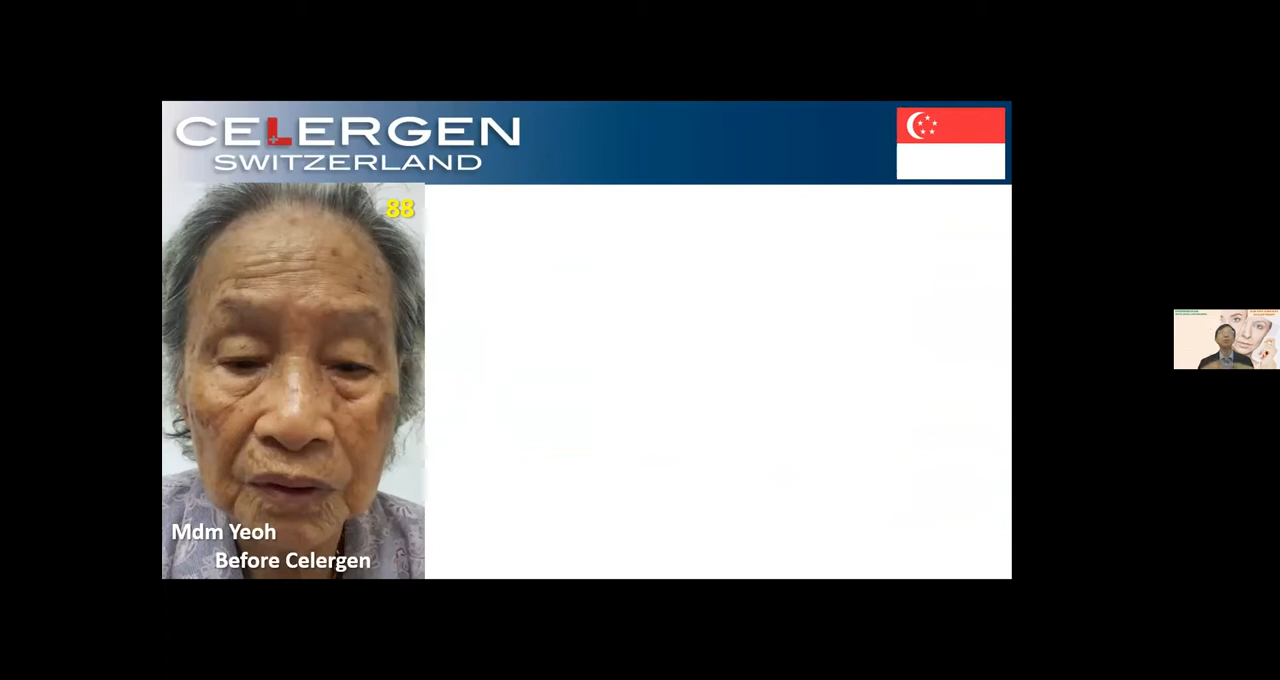 CELERGEN
SWITZERLAND
88
Mdm Yeoh
Before Celergen